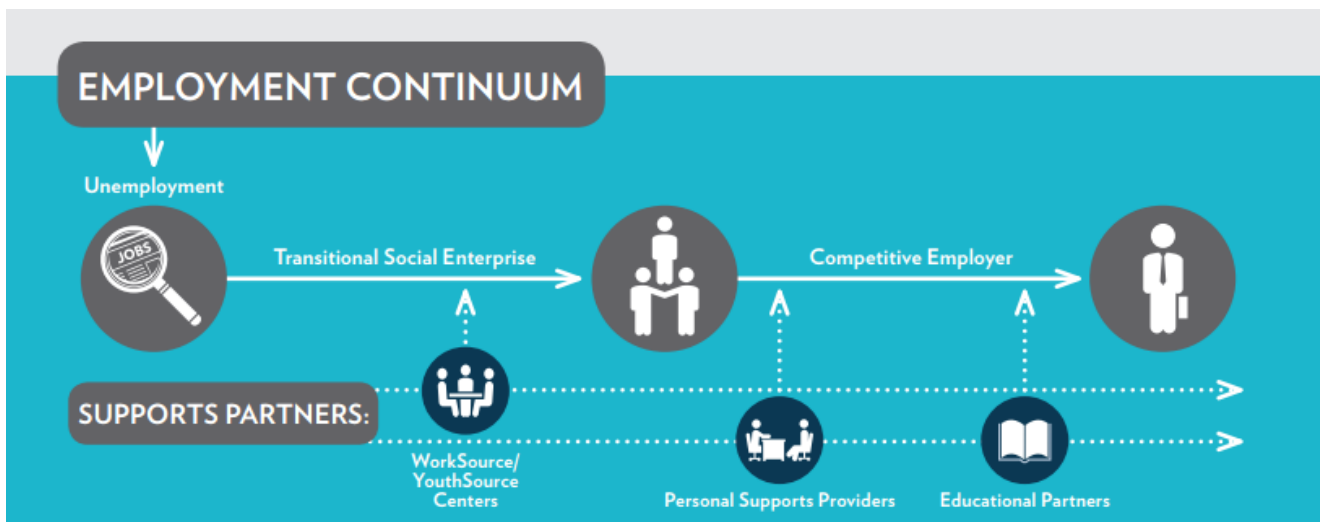 EMPLOYMENT CONTINUUM
Unemployment
JOBS
Transitional Social Enterprise
Competitive Employer
SUPPORTS PARTNERS:
WorkSource/
YouthSource
Centers
Personal Supports Providers
Educational Partners